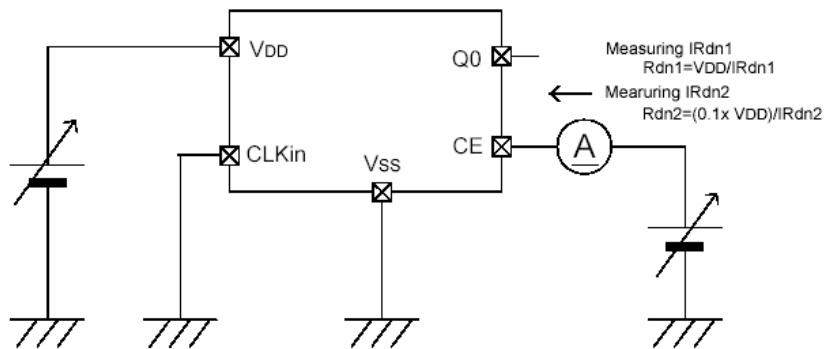 VDD
Q0
Measuring IRdn1
Rdn1=VDD/IRdn1
Mearuring IRdn2
Rdn2=(0.1x VDD)/IRdn2
CLKin
VSS
CE
A